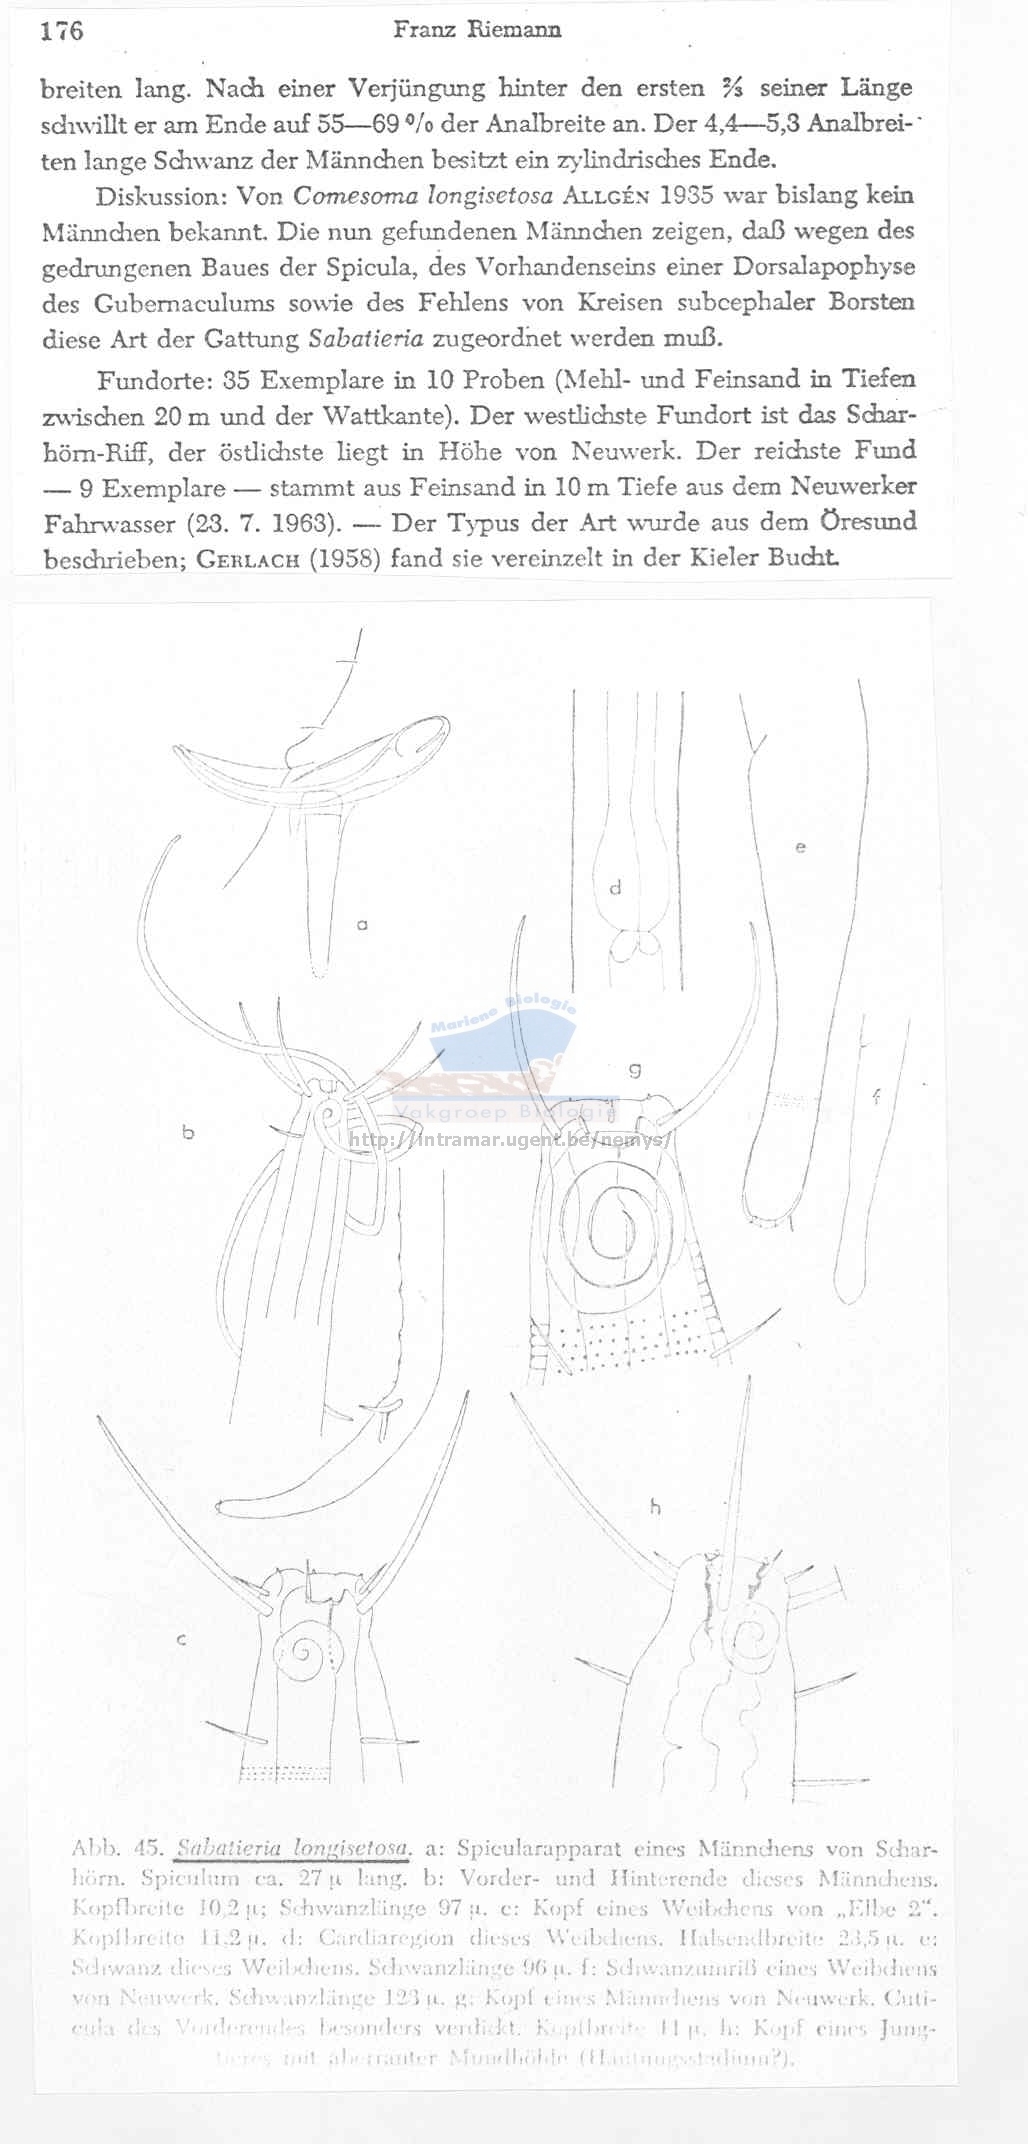 176
Franz Riemann
breiten lang. Nach einer Verjüngung hinter den ersten ⅔ seiner Länge
schwillt er am Ende auf 55—69 % der Analbreite an. Der 4,4—5,3 Analbrei-
ten lange Schwanz der Männchen besitzt ein zylindrisches Ende.
Diskussion: Von Comesoma longisetosa ALLGÉN 1935 war bislang kein
Männchen bekannt. Die nun gefundenen Männchen zeigen, daß wegen des
gedrungenen Baues der Spicula, des Vorhandenseins einer Dorsalapophyse
des Gubernaculums sowie des Fehlens von Kreisen subcephaler Borsten
diese Art der Gattung Sabatieria zugeordnet werden muß.
Fundorte: 35 Exemplare in 10 Proben (Mehl- und Feinsand in Tiefen
zwischen 20 m und der Wattkante). Der westlichste Fundort ist das Schar-
hörn-Riff, der östlichste liegt in Höhe von Neuwerk. Der reichste Fund
— 9 Exemplare — stammt aus Feinsand in 10 m Tiefe aus dem Neuwerker
Fahrwasser (23. 7. 1963). — Der Typus der Art wurde aus dem Öresund
beschrieben; GERLACH (1958) fand sie vereinzelt in der Kieler Bucht.
a
d
e
Mariene Biologie
g
f
Vakgroep Biologie
b
http://intramar.ugent.be/nemys/
h
c
Abb. 45. Sabatieria longisetosa. a: Spicularapparat eines Männchens von Schar-
hörn. Spiculum ca. 27 µ lang. b: Vorder- und Hinterende dieses Männchens.
Kopfbreite 10,2 µ; Schwanzlänge 97 µ. c: Kopf eines Weibchens von „Elbe 2“.
Kopfbreite 11,2 µ. d: Cardiaregion dieses Weibchens. Halsendbreite 23,5 µ. e:
Schwanz dieses Weibchens. Schwanzlänge 96 µ. f: Schwanzumriß eines Weibchens
von Neuwerk. Schwanzlänge 123 µ. g: Kopf eines Männchens von Neuwerk. Cuti-
cula des Vorderendes besonders verdickt. Kopfbreite 11 µ. h: Kopf eines Jung-
tieres mit aberranter Mundhöhle (Häutungsstadium?).